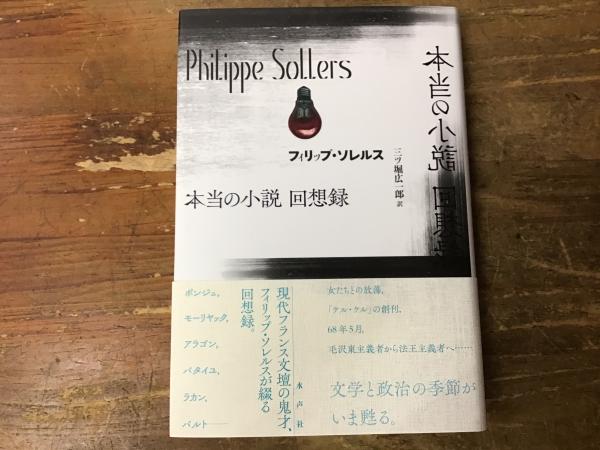 Philippe Sollers
フィリップ・ソレルス
三ツ堀広一郎 訳
本当の小説 回想録
本当の小説 回想録
現代フランス文壇の鬼才、
フィリップ・ソレルスが綴る
回想録。
水声社
ポンジュ、
モーリヤック、
アラゴン、
バタイユ、
ラカン、
バルト――
女たちとの放蕩、
「テル・ケル」の創刊、
68年5月、
毛沢東主義者から法王主義者へ……
文学と政治の季節が
いま甦る。